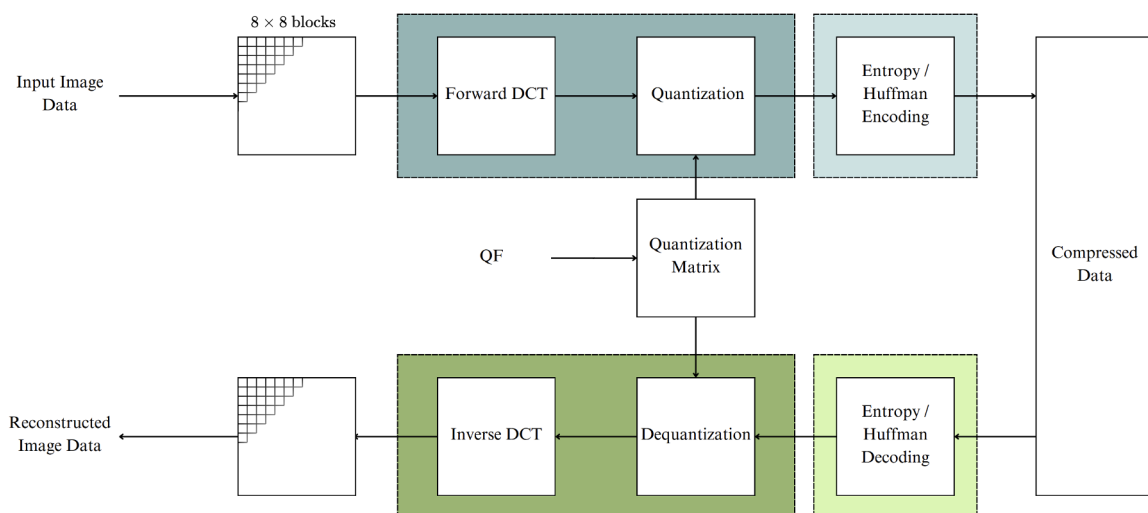 8 × 8 blocks
Input Image
Data
Forward DCT
Quantization
Entropy /
Huffman
Encoding
QF
Quantization
Matrix
Compressed
Data
Reconstructed
Image Data
Inverse DCT
Dequantization
Entropy /
Huffman
Decoding